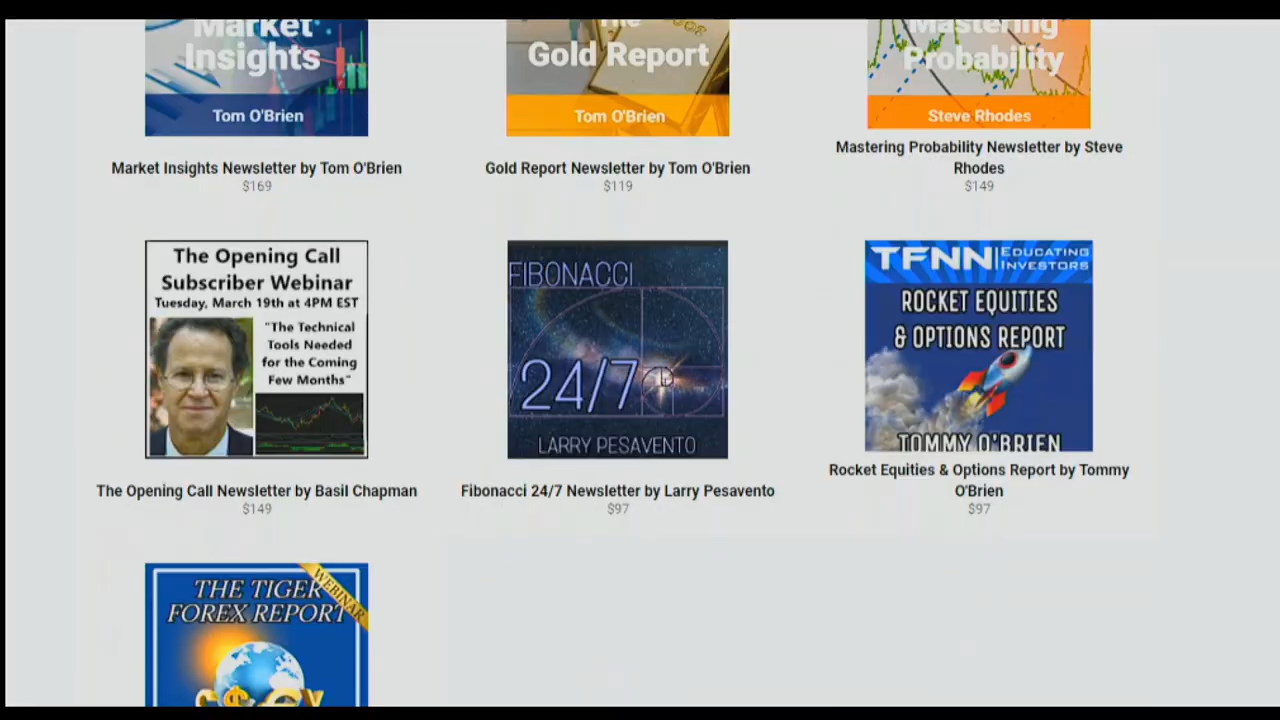 Market
Insights
Tom O'Brien
The
Gold Report
Tom O'Brien
Mastering
Probability
Steve Rhodes
Market Insights Newsletter by Tom O'Brien
$169
Gold Report Newsletter by Tom O'Brien
$119
Mastering Probability Newsletter by Steve
Rhodes
$149
The Opening Call
Subscriber Webinar
Tuesday, March 19th at 4PM EST
"The Technical
Tools Needed
for the Coming
Few Months"
FIBONACCI
24/7
LARRY PESAVENTO
TFNN
EDUCATING
INVESTORS
ROCKET EQUITIES
& OPTIONS REPORT
TOMMY O'BRIEN
The Opening Call Newsletter by Basil Chapman
$149
Fibonacci 24/7 Newsletter by Larry Pesavento
$97
Rocket Equities & Options Report by Tommy
O'Brien
$97
THE TIGER
FOREX REPORT
WEBINAR